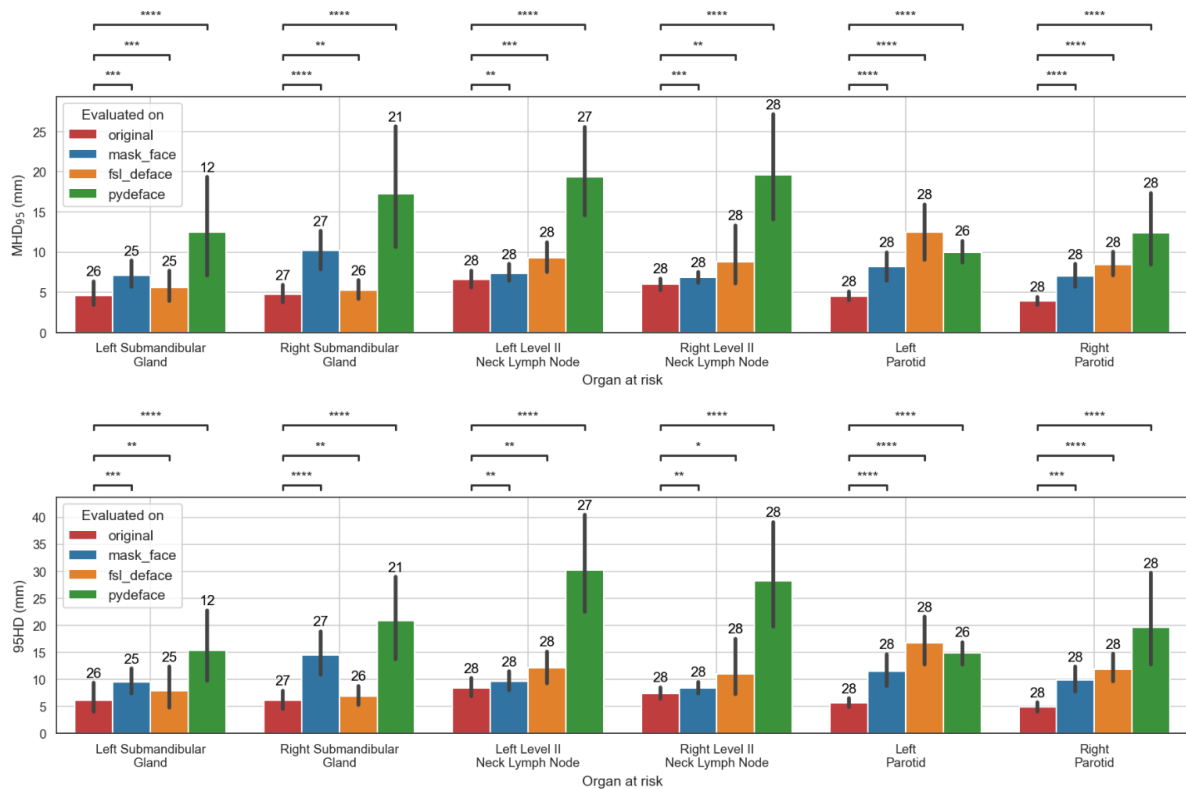 **** **** **** **** **** ****
*** ** *** ** **** ****
*** **** ** *** **** ****
MHD95 (mm)
25
20
15
10
5
0
Evaluated on
original
mask_face
fsl_deface
pydeface
26 25 25 12
27 27 26 21
28 28 28 27
28 28 28 28
28 28 28 26
28 28 28 28
Left Submandibular
Gland
Right Submandibular
Gland
Left Level II
Neck Lymph Node
Right Level II
Neck Lymph Node
Left
Parotid
Right
Parotid
Organ at risk
**** **** **** **** **** ****
** ** ** * **** ****
*** **** ** ** **** ***
95HD (mm)
40
35
30
25
20
15
10
5
0
Evaluated on
original
mask_face
fsl_deface
pydeface
26 25 25 12
27 27 26 21
28 28 28 27
28 28 28 28
28 28 28 26
28 28 28 28
Left Submandibular
Gland
Right Submandibular
Gland
Left Level II
Neck Lymph Node
Right Level II
Neck Lymph Node
Left
Parotid
Right
Parotid
Organ at risk